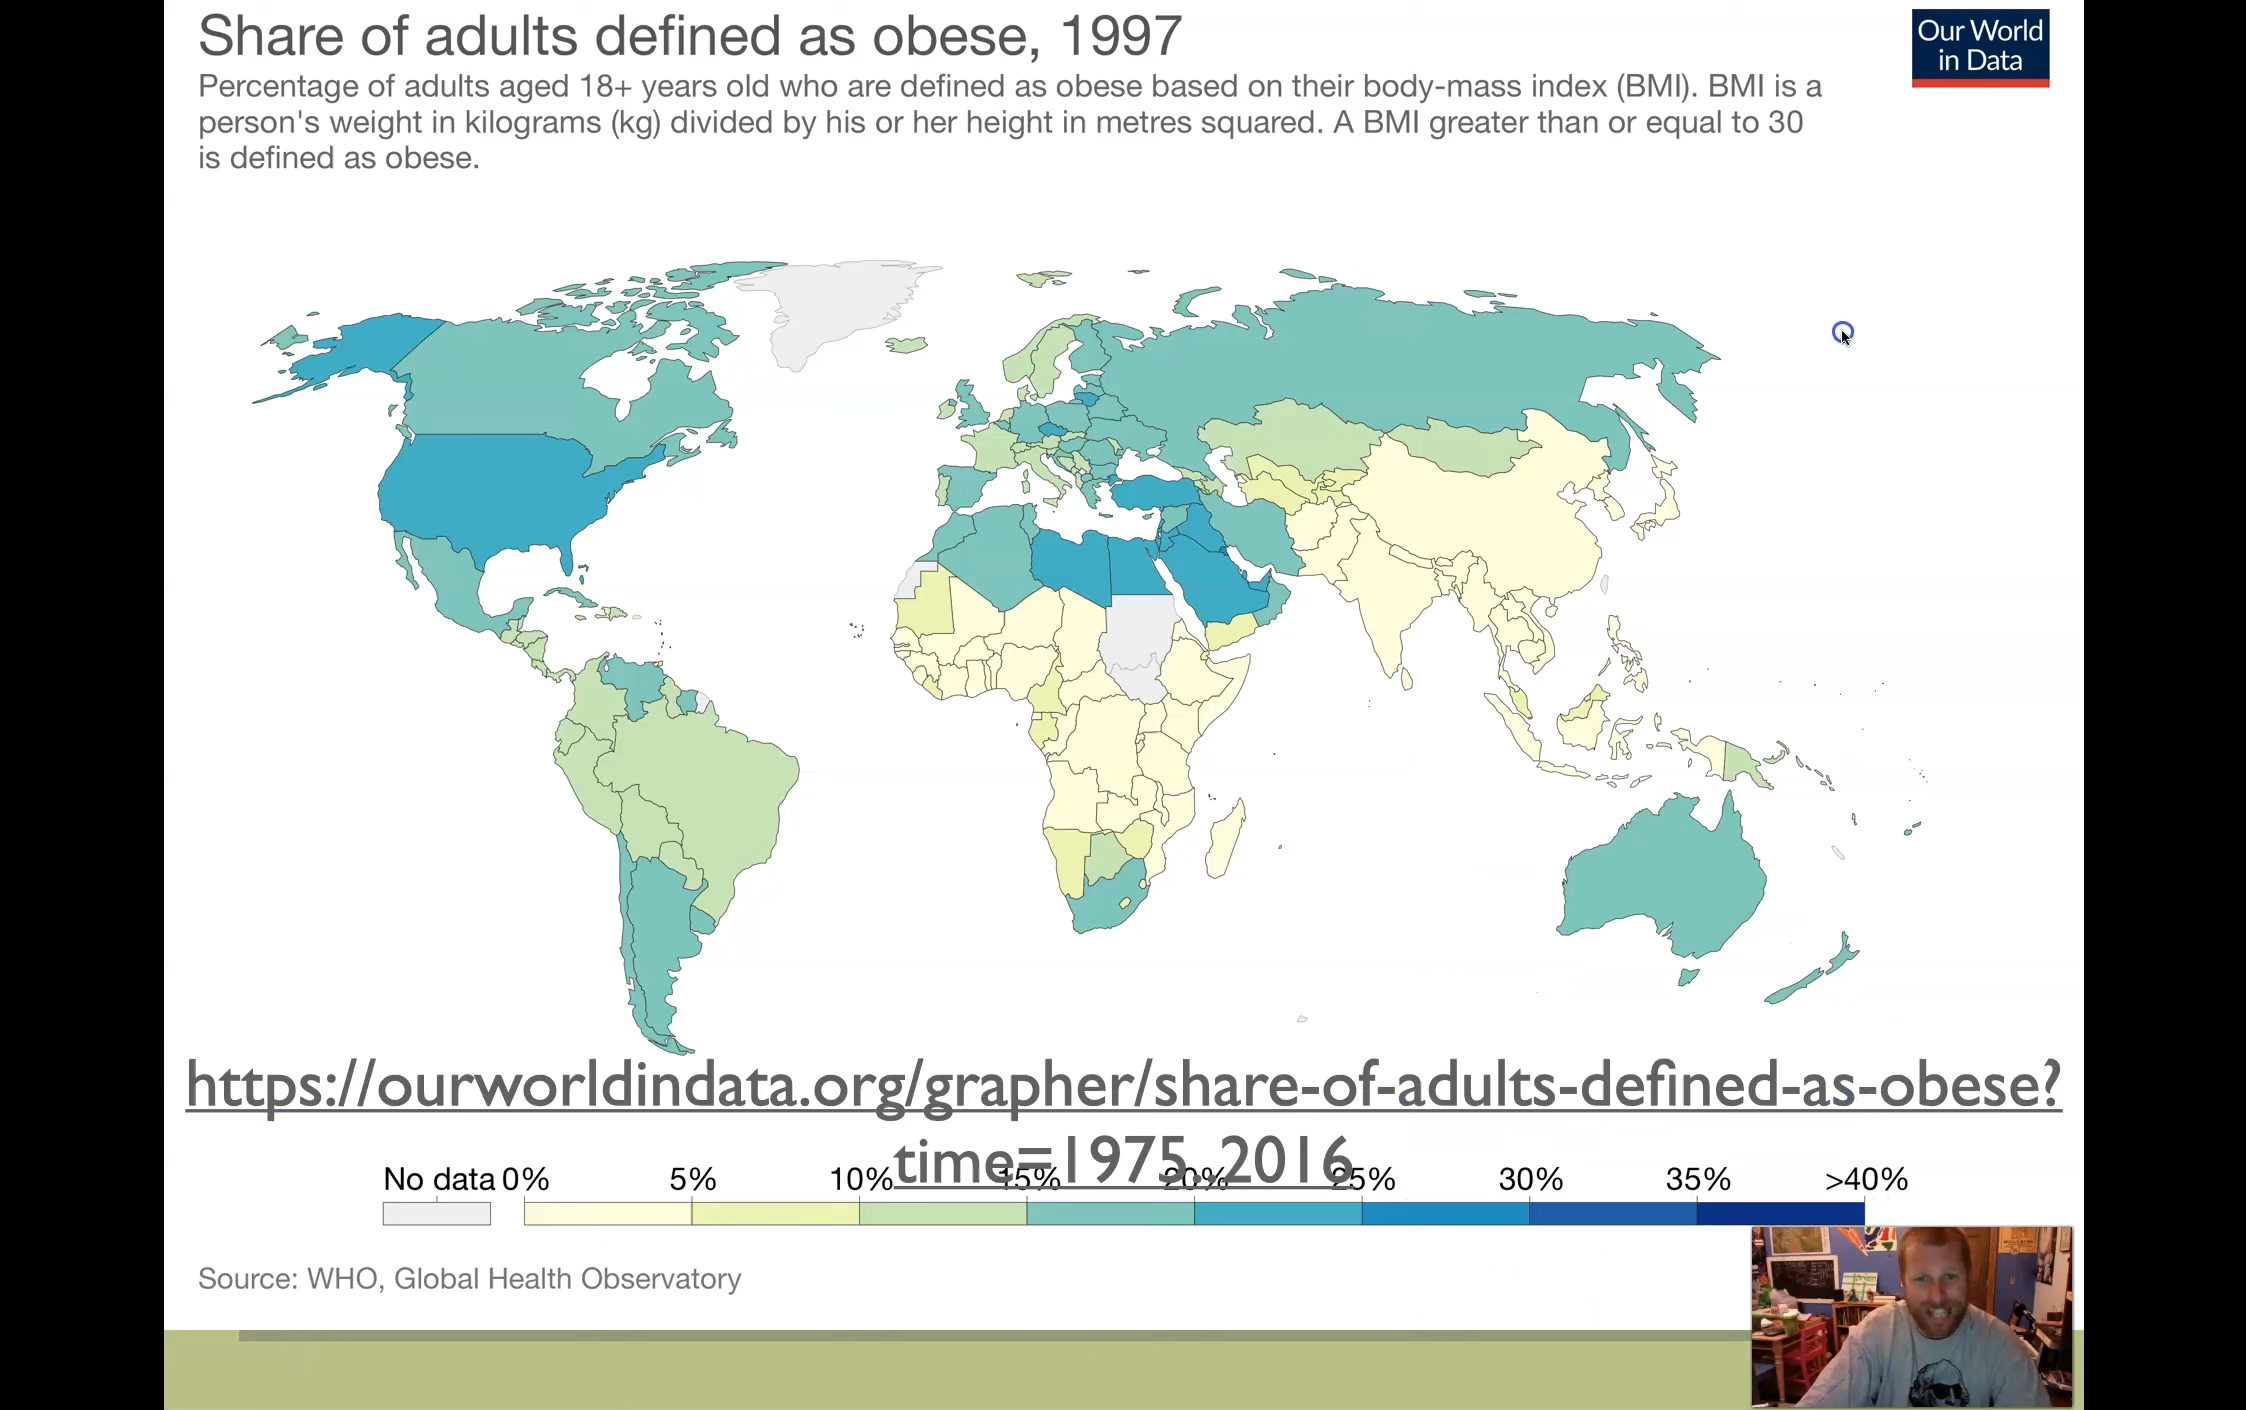 Share of adults defined as obese, 1997
Our World
in Data
Percentage of adults aged 18+ years old who are defined as obese based on their body-mass index (BMI). BMI is a
person's weight in kilograms (kg) divided by his or her height in metres squared. A BMI greater than or equal to 30
is defined as obese.
https://ourworldindata.org/grapher/share-of-adults-defined-as-obese?
time=1975..2016
No data 0% 5% 10% 15% 20% 25% 30% 35% >40%
Source: WHO, Global Health Observatory